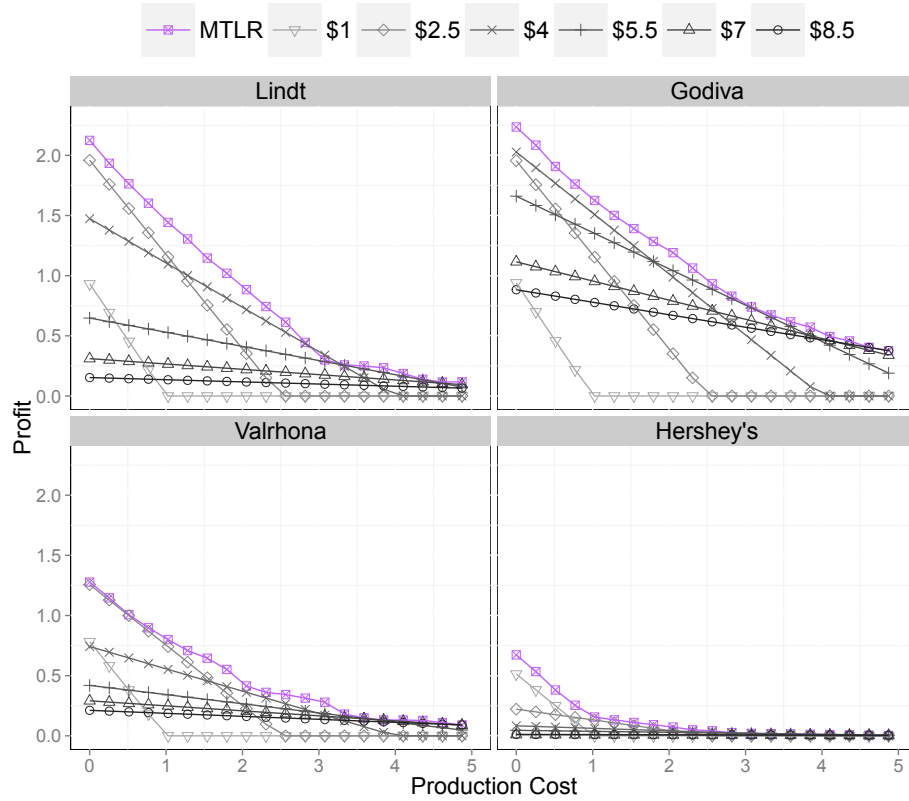 MTLR $1 $2.5 $4 $5.5 $7 $8.5
Lindt Godiva
2.0
1.5
1.0
0.5
0.0
Profit
Valrhona Hershey's
2.0
1.5
1.0
0.5
0.0
0 1 2 3 4 5 0 1 2 3 4 5
Production Cost